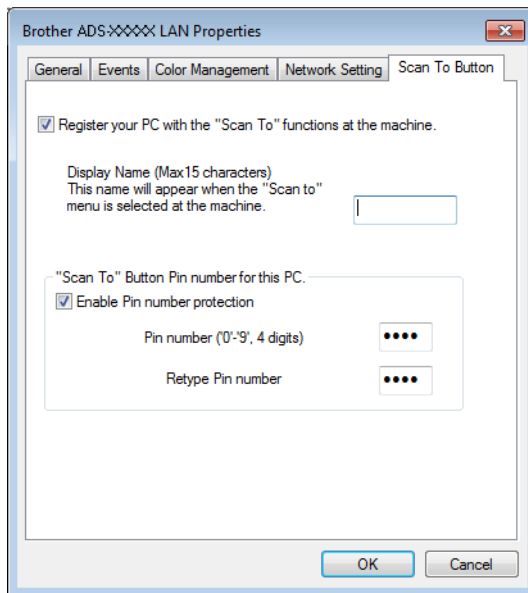 Brother ADS-XXXXX LAN Properties
General Events Color Management Network Setting Scan To Button
Register your PC with the "Scan To" functions at the machine.
Display Name (Max15 characters)
This name will appear when the "Scan to"
menu is selected at the machine.
"Scan To" Button Pin number for this PC.
Enable Pin number protection
Pin number ('0'-'9', 4 digits) ••••
Retype Pin number ••••
OK Cancel